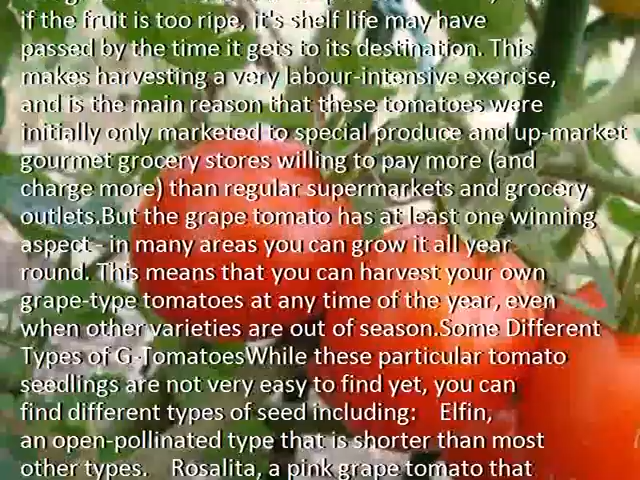 if the fruit is too ripe, it's shelf life may have
passed by the time it gets to its destination. This
makes harvesting a very labour-intensive exercise,
and is the main reason that these tomatoes were
initially only marketed to special produce and up-market
gourmet grocery stores willing to pay more (and
charge more) than regular supermarkets and grocery
outlets.But the grape tomato has at least one winning
aspect - in many areas you can grow it all year
round. This means that you can harvest your own
grape-type tomatoes at any time of the year, even
when other varieties are out of season.Some Different
Types of G-TomatoesWhile these particular tomato
seedlings are not very easy to find yet, you can
find different types of seed including: Elfin,
an open-pollinated type that is shorter than most
other types. Rosalita, a pink grape tomato that